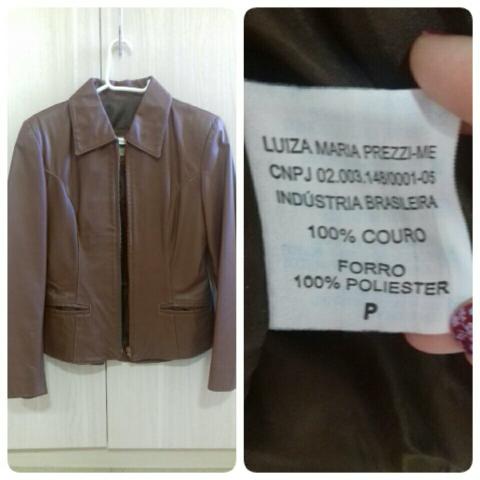 LUIZA MARIA PREZZI-ME
CNPJ 02.003.148/0001-05
INDÚSTRIA BRASILEIRA
100% COURO
FORRO
100% POLIESTER
P